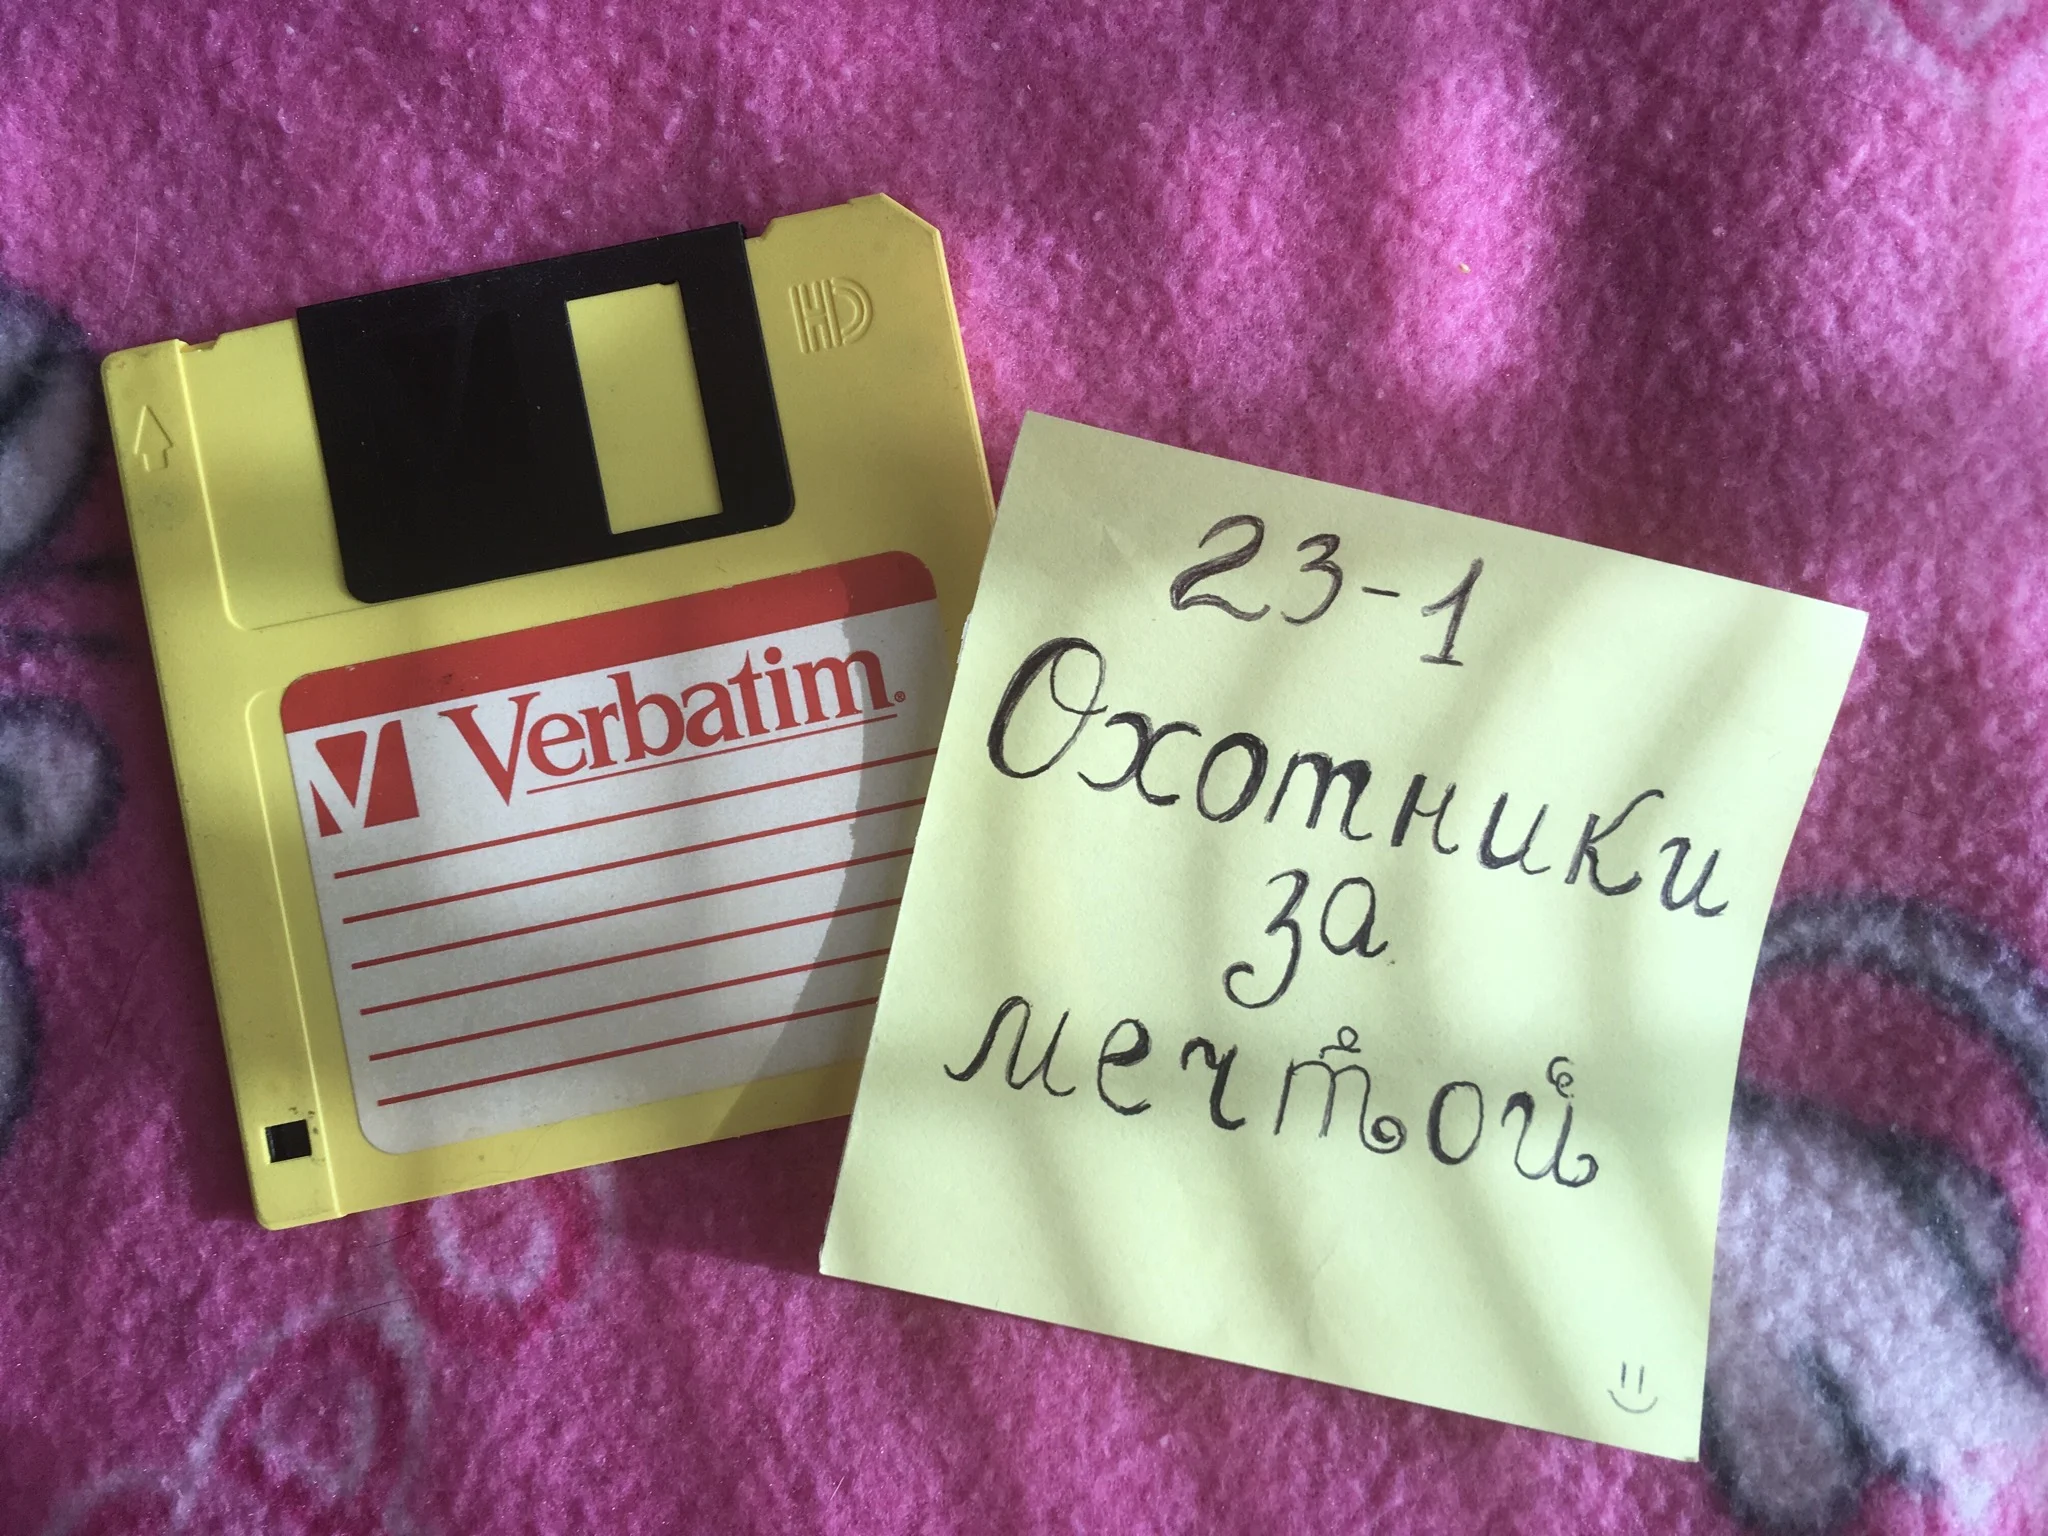 HD
Verbatim®
23-1
Охотники
за
мечтой